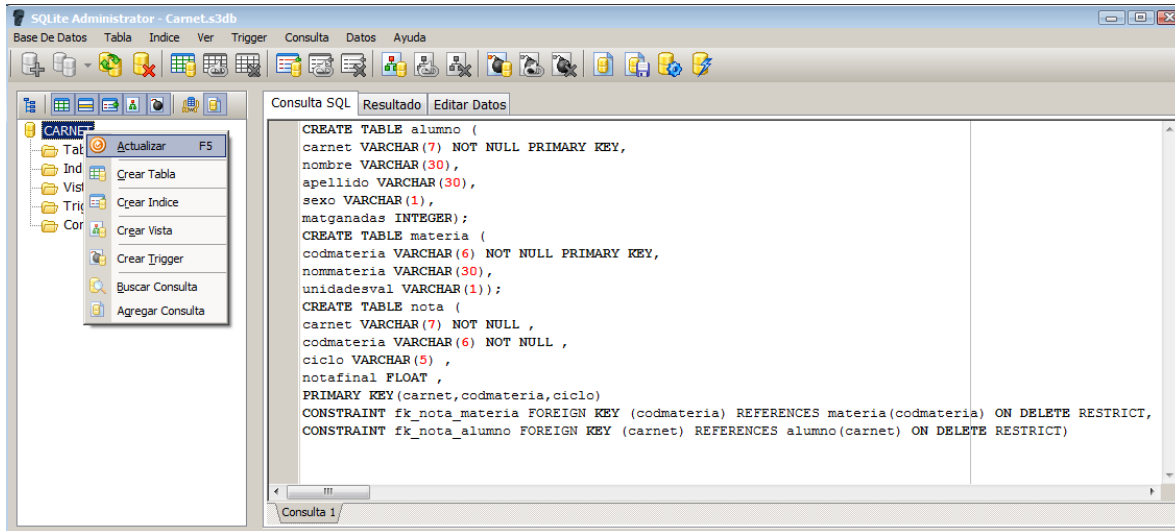 SQLite Administrator - Carnet.s3db
Base De Datos Tabla Indice Ver Trigger Consulta Datos Ayuda
Consulta SQL Resultado Editar Datos
CARNET
Tab
Ind
Vist
Trig
Con
Actualizar F5
Crear Tabla
Crear Indice
Crear Vista
Crear Trigger
Buscar Consulta
Agregar Consulta
CREATE TABLE alumno (
carnet VARCHAR(7) NOT NULL PRIMARY KEY,
nombre VARCHAR(30),
apellido VARCHAR(30),
sexo VARCHAR(1),
matganadas INTEGER);
CREATE TABLE materia (
codmateria VARCHAR(6) NOT NULL PRIMARY KEY,
nommateria VARCHAR(30),
unidadesval VARCHAR(1));
CREATE TABLE nota (
carnet VARCHAR(7) NOT NULL ,
codmateria VARCHAR(6) NOT NULL ,
ciclo VARCHAR(5) ,
notafinal FLOAT ,
PRIMARY KEY(carnet,codmateria,ciclo)
CONSTRAINT fk_nota_materia FOREIGN KEY (codmateria) REFERENCES materia(codmateria) ON DELETE RESTRICT,
CONSTRAINT fk_nota_alumno FOREIGN KEY (carnet) REFERENCES alumno(carnet) ON DELETE RESTRICT)
Consulta 1